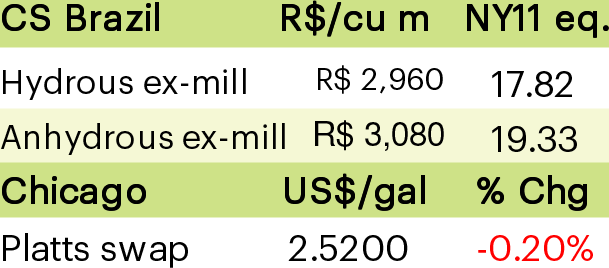 CS Brazil R$/cu m NY11 eq.
Hydrous ex-mill R$ 2,960 17.82
Anhydrous ex-mill R$ 3,080 19.33
Chicago US$/gal % Chg
Platts swap 2.5200 -0.20%